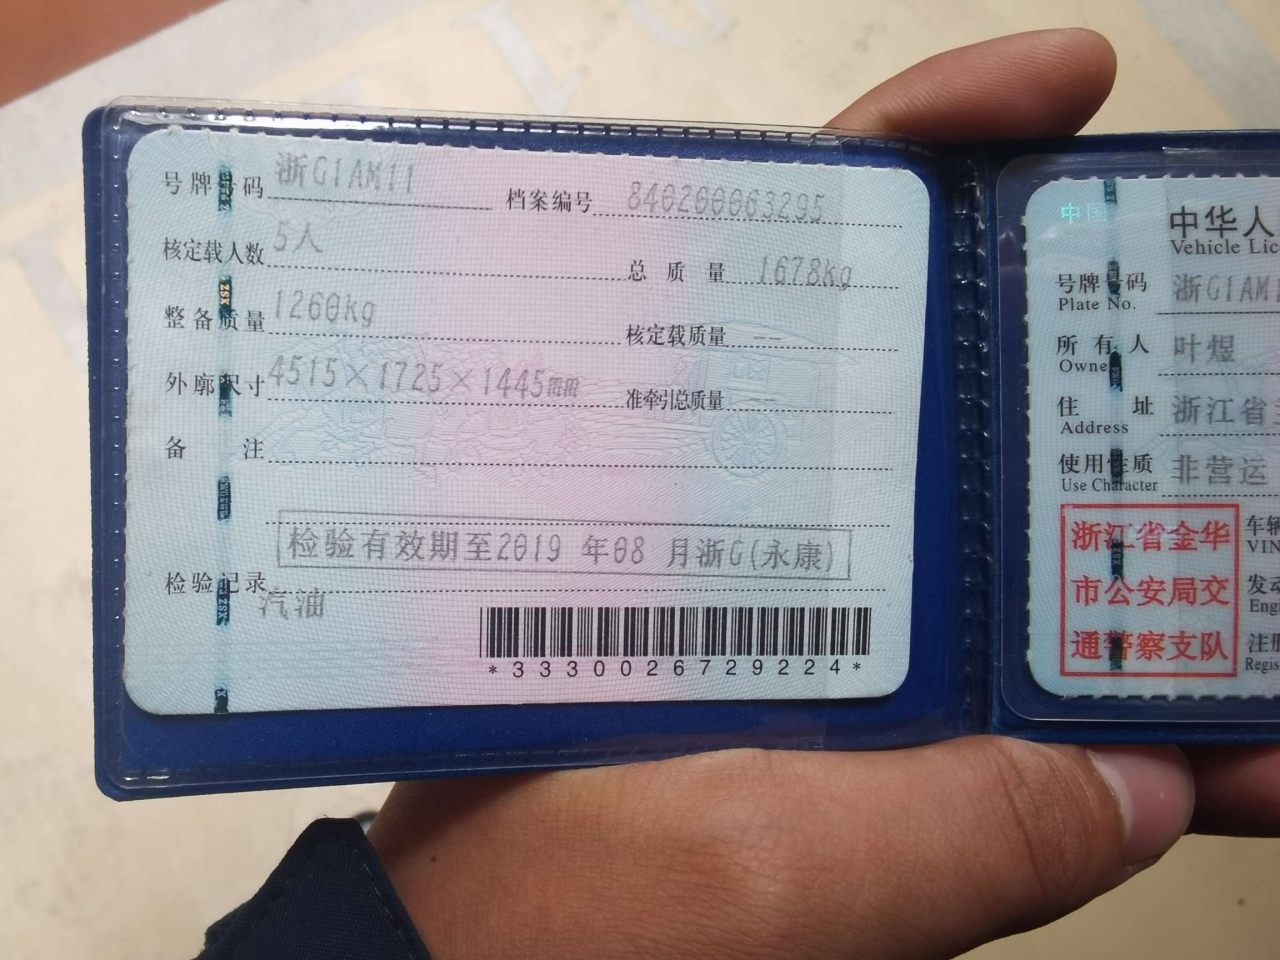 号牌号码 浙G1AM11 档案编号 840200063295
核定载人数 5人 总质量 1678kg
整备质量 1260kg 核定载质量 --
外廓尺寸 4515×1725×1445mm 准牵引总质量 --
备注
检验有效期至2019 年08 月浙G(永康)
检验记录
汽油
*3330026729224*
中国
中华人
Vehicle Lic
号牌号码 浙G1AM1
Plate No.
所有人 叶煜
Owne
住址 浙江省
Address
使用性质 非营运
Use Character
浙江省金华
市公安局交
通警察支队
车辆
VIN
发动
Engi
注册
Regis